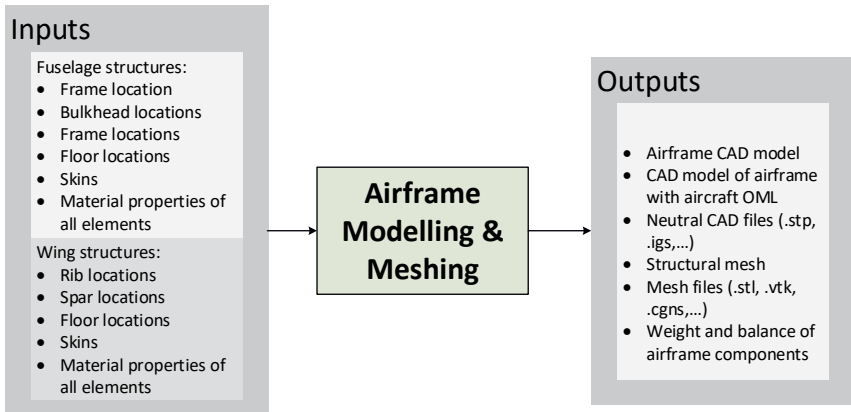 Inputs
Fuselage structures:
• Frame location
• Bulkhead locations
• Frame locations
• Floor locations
• Skins
• Material properties of
all elements
Wing structures:
• Rib locations
• Spar locations
• Floor locations
• Skins
• Material properties of
all elements
Airframe
Modelling &
Meshing
Outputs
• Airframe CAD model
• CAD model of airframe
with aircraft OML
• Neutral CAD files (.stp,
.igs,...)
• Structural mesh
• Mesh files (.stl, .vtk,
.cgns,...)
• Weight and balance of
airframe components